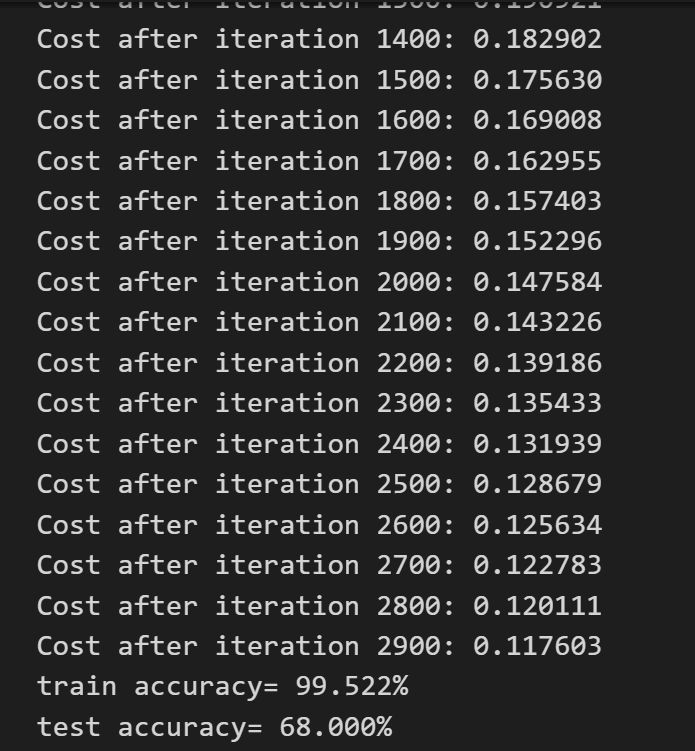 Cost after iteration 1300: 0.190921
Cost after iteration 1400: 0.182902
Cost after iteration 1500: 0.175630
Cost after iteration 1600: 0.169008
Cost after iteration 1700: 0.162955
Cost after iteration 1800: 0.157403
Cost after iteration 1900: 0.152296
Cost after iteration 2000: 0.147584
Cost after iteration 2100: 0.143226
Cost after iteration 2200: 0.139186
Cost after iteration 2300: 0.135433
Cost after iteration 2400: 0.131939
Cost after iteration 2500: 0.128679
Cost after iteration 2600: 0.125634
Cost after iteration 2700: 0.122783
Cost after iteration 2800: 0.120111
Cost after iteration 2900: 0.117603
train accuracy= 99.522%
test accuracy= 68.000%